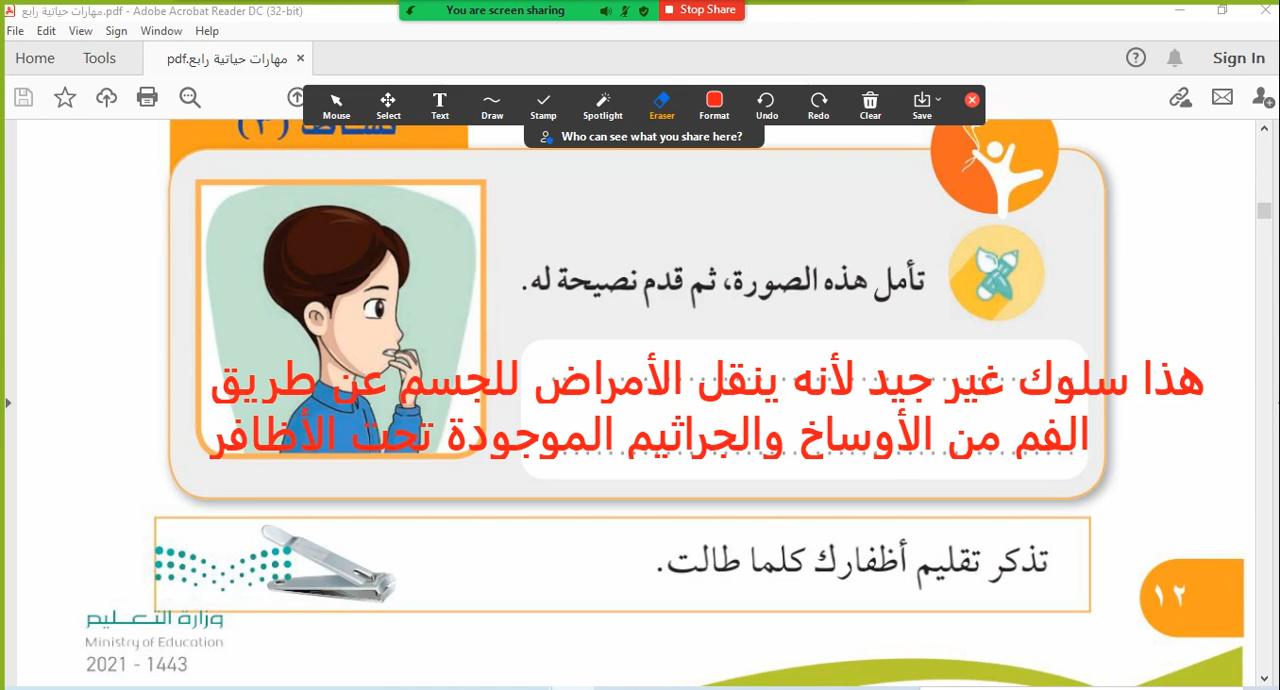 مهارات حياتية رابع.pdf - Adobe Acrobat Reader DC (32-bit)
You are screen sharing
Stop Share
File Edit View Sign Window Help
Home Tools مهارات حياتية رابع.pdf × Sign In
Mouse Select Text Draw Stamp Spotlight Eraser Format Undo Redo Clear Save
Who can see what you share here?
(٣)
تأمل هذه الصورة، ثم قدم نصيحة له.
هذا سلوك غير جيد لأنه ينقل الأمراض للجسم عن طريق
الفم من الأوساخ والجراثيم الموجودة تحت الأظافر
تذكر تقليم أظفارك كلما طالت.
١٢
وزارة التعليم
Ministry of Education
2021 - 1443